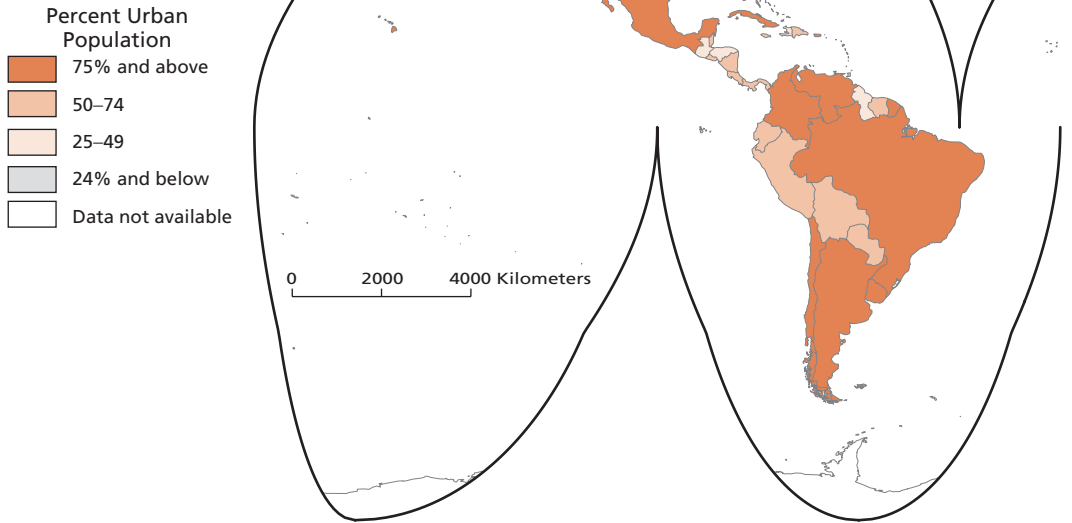 Percent Urban
Population
75% and above
50–74
25–49
24% and below
Data not available
0 2000 4000 Kilometers